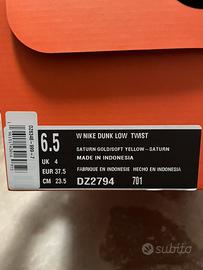 6.5
UK 4
EUR 37.5
CM 23.5
W NIKE DUNK LOW TWIST
SATURN GOLD/SOFT YELLOW-SATURN
MADE IN INDONESIA
FABRIQUE EN INDONESIE HECHO EN INDONESIA
DZ2794 701
subito